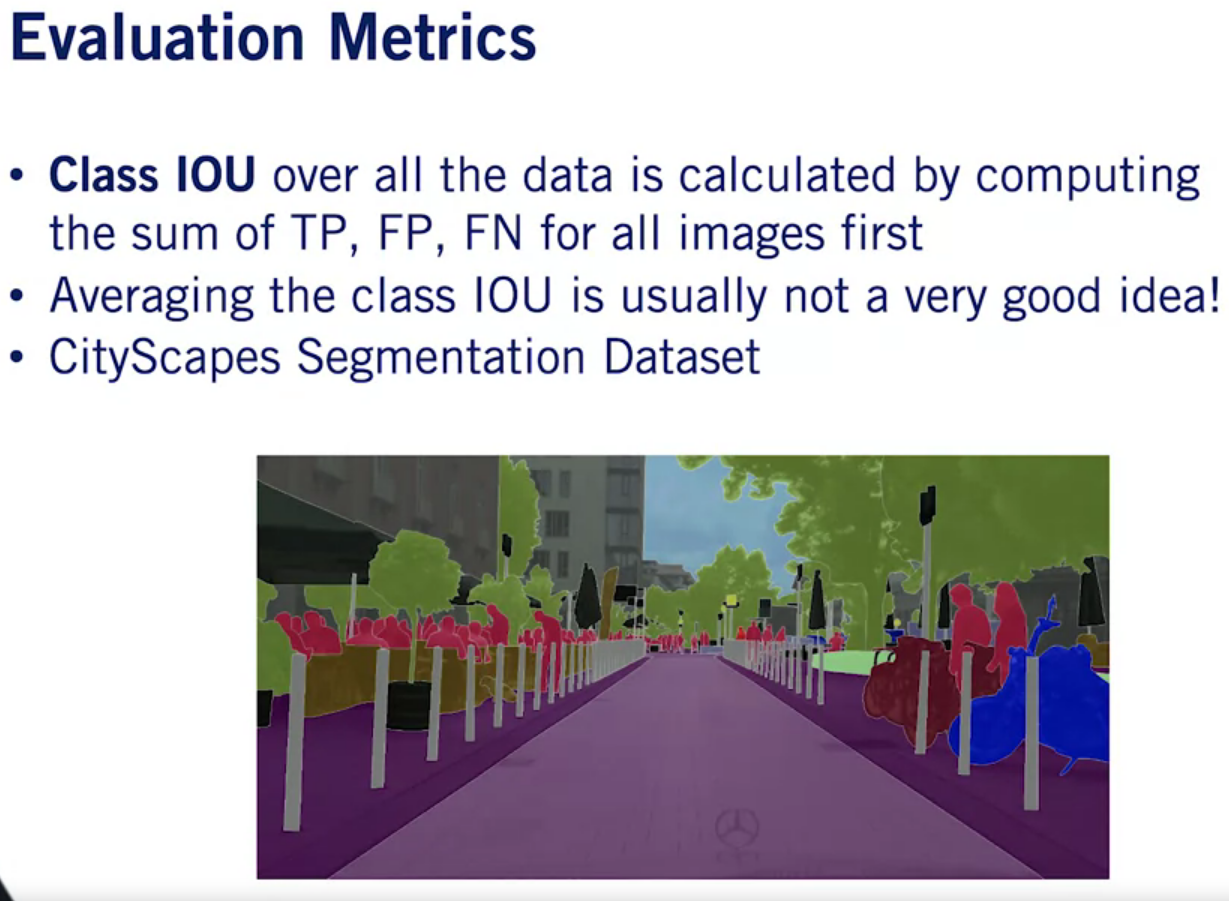 Evaluation Metrics
• Class IOU over all the data is calculated by computing
the sum of TP, FP, FN for all images first
• Averaging the class IOU is usually not a very good idea!
• CityScapes Segmentation Dataset